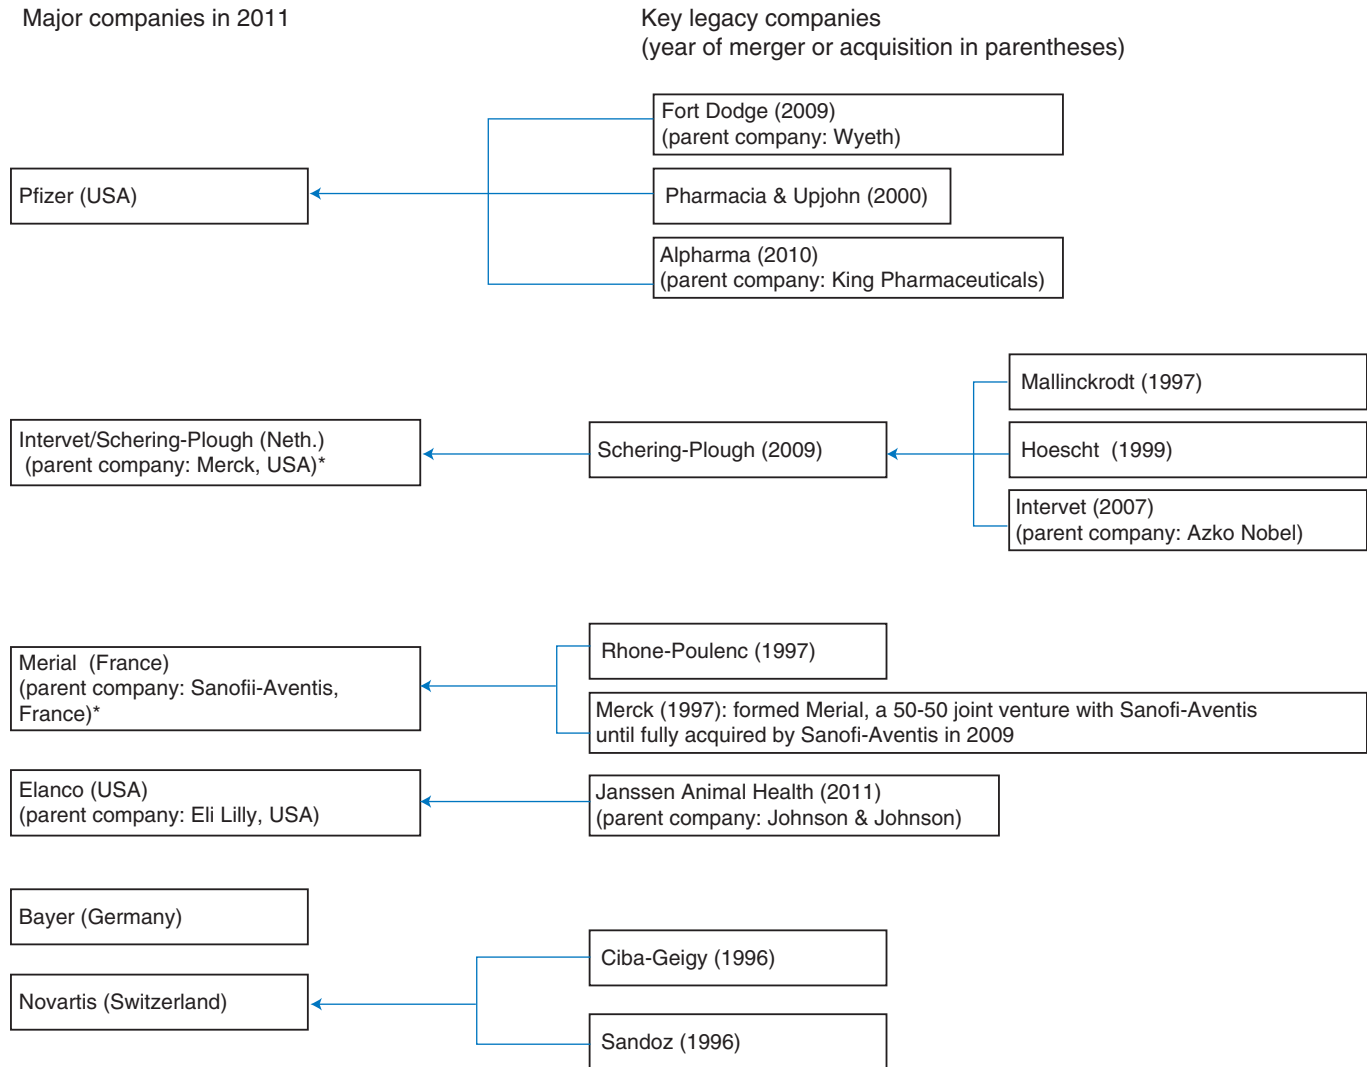 Major companies in 2011
Key legacy companies
(year of merger or acquisition in parentheses)
Fort Dodge (2009)
(parent company: Wyeth)
Pfizer (USA)
Pharmacia & Upjohn (2000)
Alpharma (2010)
(parent company: King Pharmaceuticals)
Mallinckrodt (1997)
Intervet/Schering-Plough (Neth.)
(parent company: Merck, USA)*
Schering-Plough (2009)
Hoescht (1999)
Intervet (2007)
(parent company: Azko Nobel)
Rhone-Poulenc (1997)
Merial (France)
(parent company: Sanofii-Aventis,
France)*
Merck (1997): formed Merial, a 50-50 joint venture with Sanofi-Aventis
until fully acquired by Sanofi-Aventis in 2009
Elanco (USA)
(parent company: Eli Lilly, USA)
Janssen Animal Health (2011)
(parent company: Johnson & Johnson)
Bayer (Germany)
Ciba-Geigy (1996)
Novartis (Switzerland)
Sandoz (1996)